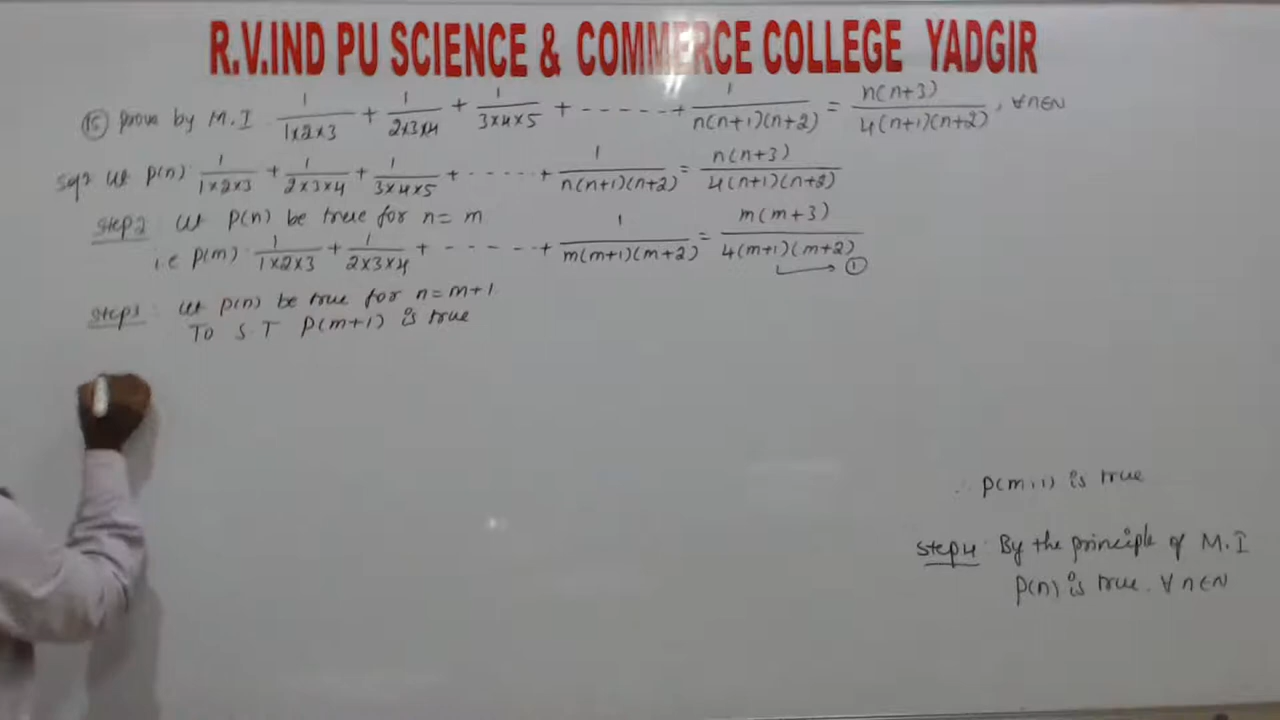 R.V.IND PU SCIENCE & COMMERCE COLLEGE YADGIR
(15) prove by M.I 1/(1×2×3) + 1/(2×3×4) + 1/(3×4×5) + ------ + 1/(n(n+1)(n+2)) = n(n+3)/(4(n+1)(n+2)), ∀n∈N
Let P(n): 1/(1×2×3) + 1/(2×3×4) + 1/(3×4×5) + ------ + 1/(n(n+1)(n+2)) = n(n+3)/(4(n+1)(n+2))
Step2: Let P(n) be true for n=m
i.e P(m): 1/(1×2×3) + 1/(2×3×4) + ------ + 1/(m(m+1)(m+2)) = m(m+3)/(4(m+1)(m+2)) → (1)
Step3: Let P(n) be true for n=m+1
To S.T P(m+1) is true
∴ P(m+1) is true
Step4: By the principle of M.I
P(n) is true. ∀n∈N